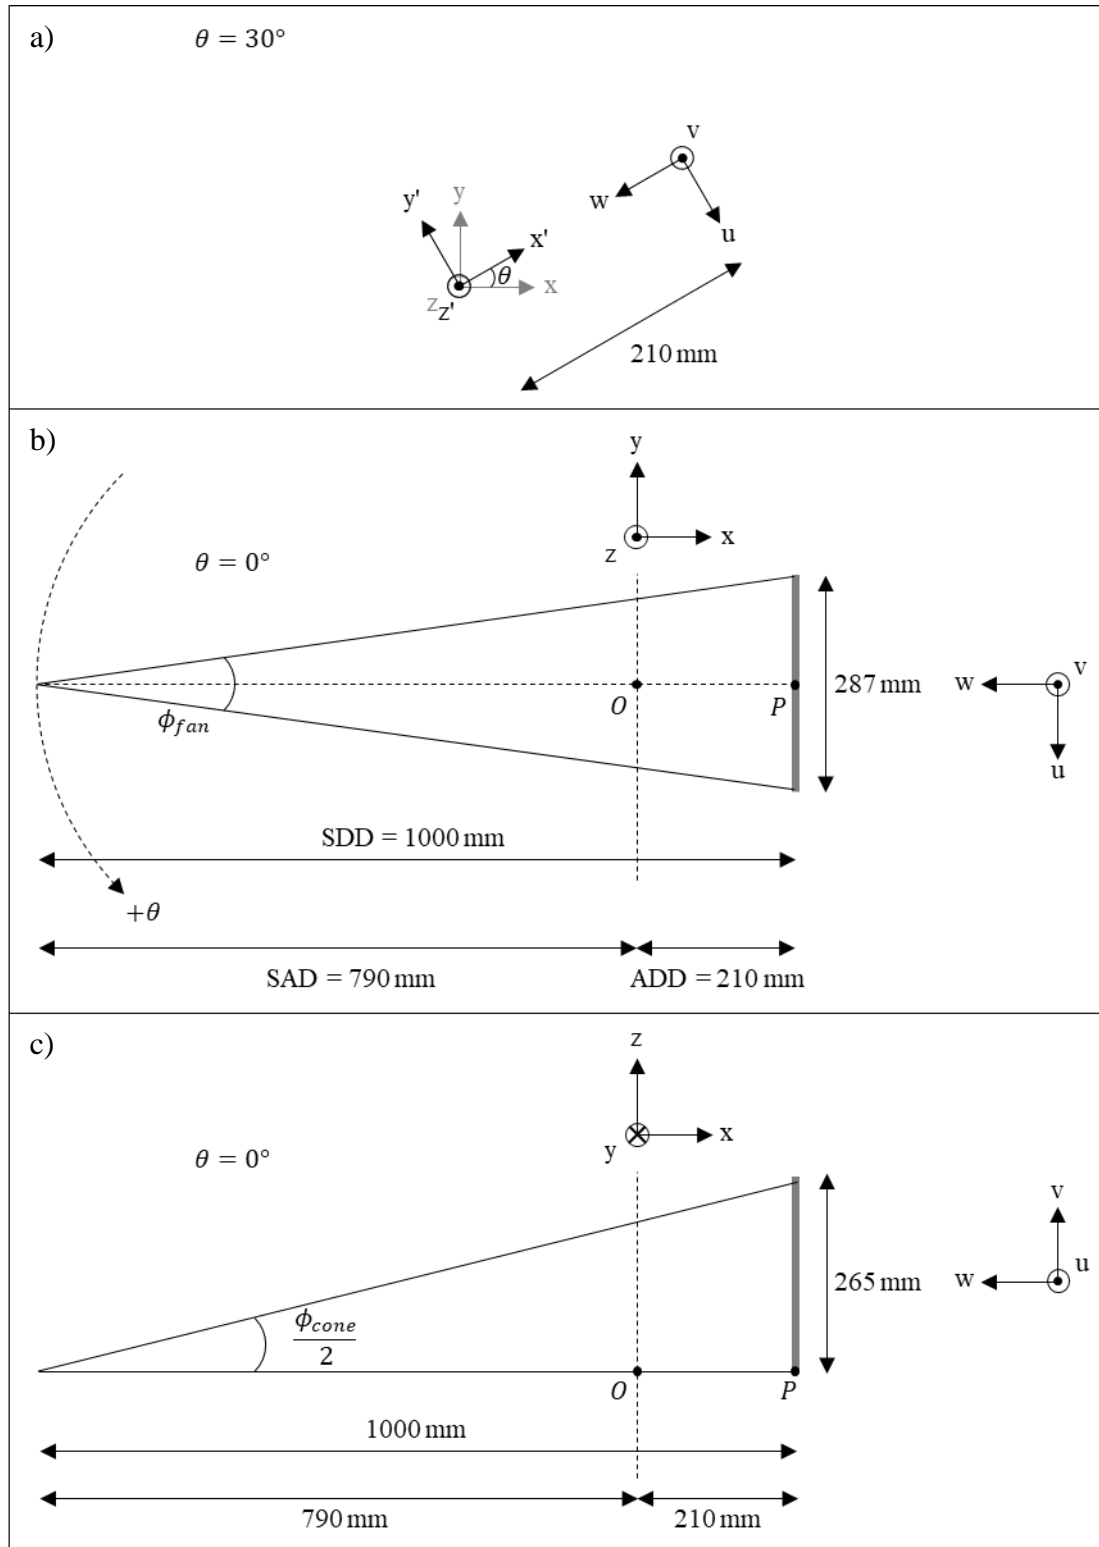 a)
θ = 30°
v
w
u
y'
y
x'
θ
x
z
z'
210 mm
b)
y
x
z
θ = 0°
ϕfan
O
P
287 mm
w
v
u
SDD = 1000 mm
+θ
SAD = 790 mm
ADD = 210 mm
c)
z
y
x
θ = 0°
ϕcone
2
v
w
u
265 mm
O
P
1000 mm
790 mm
210 mm